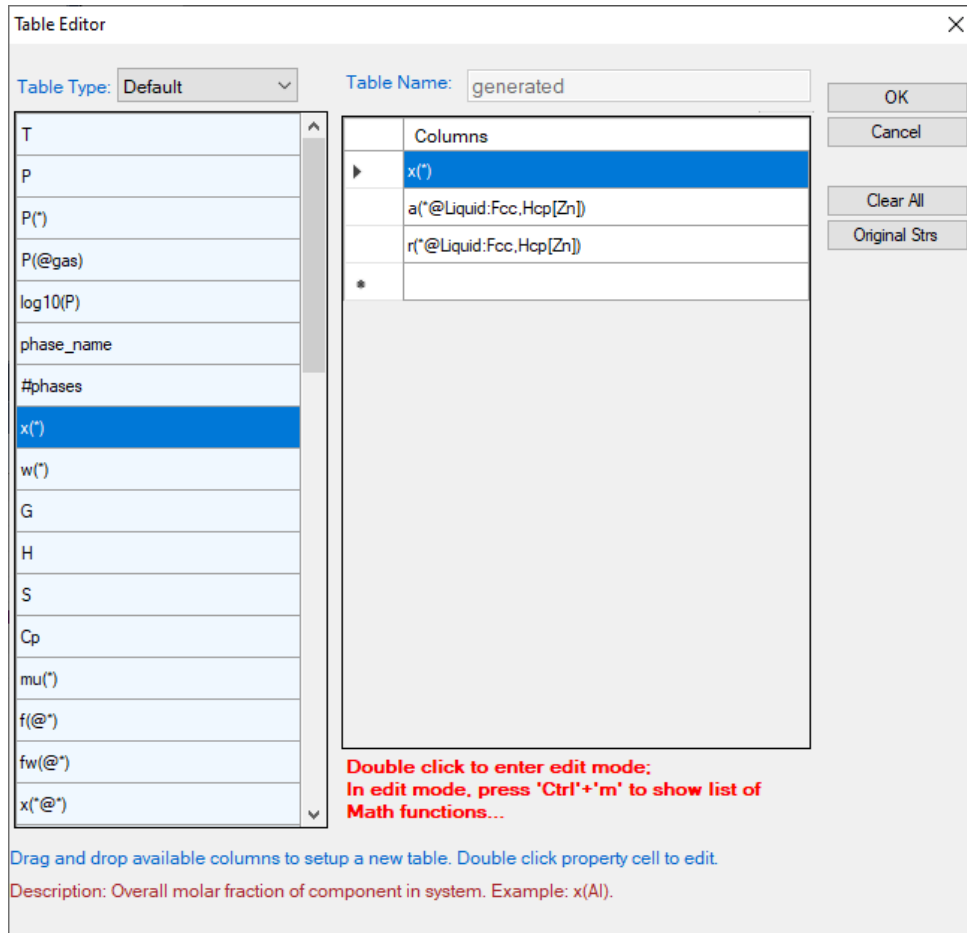 Table Editor
Table Type: Default
Table Name: generated
OK
Cancel
Clear All
Original Strs
T
P
P(*)
P(@gas)
log10(P)
phase_name
#phases
x(*)
w(*)
G
H
S
Cp
mu(*)
f(@*)
fw(@*)
x(*@*)
Columns
x(*)
a(*@Liquid:Fcc,Hcp[Zn])
r(*@Liquid:Fcc,Hcp[Zn])
Double click to enter edit mode;
In edit mode, press 'Ctrl'+'m' to show list of
Math functions...
Drag and drop available columns to setup a new table. Double click property cell to edit.
Description: Overall molar fraction of component in system. Example: x(Al).